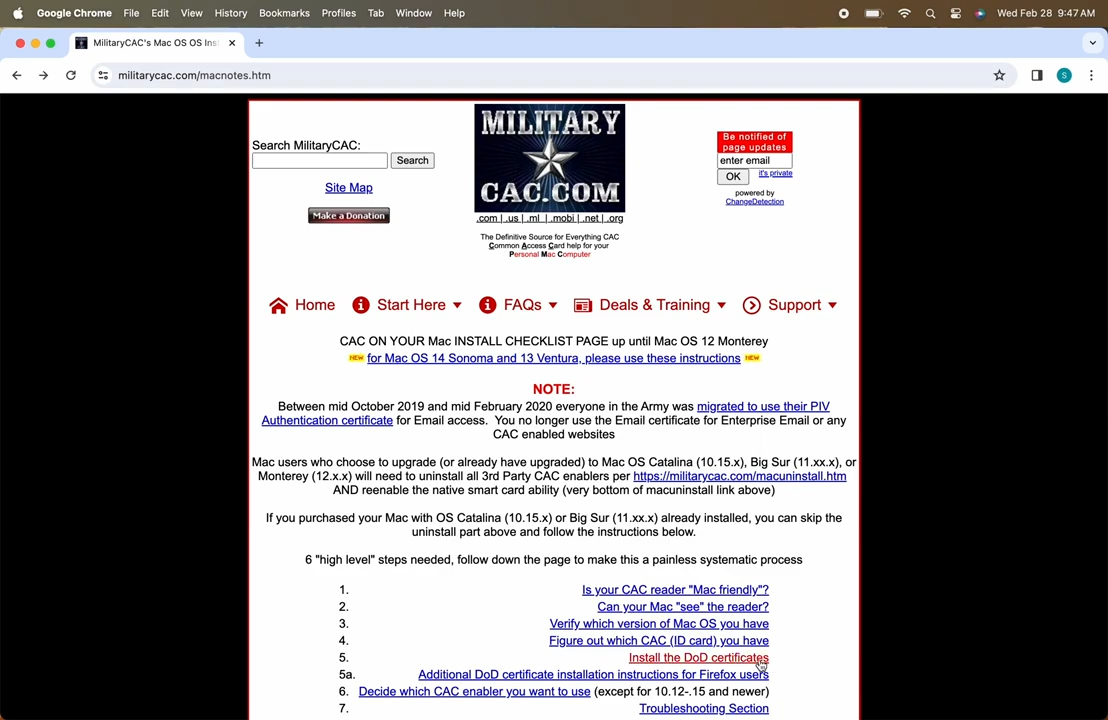 Google Chrome File Edit View History Bookmarks Profiles Tab Window Help Wed Feb 28 9:47 AM
MilitaryCAC's Mac OS OS Inst
militarycac.com/macnotes.htm
S
Search MilitaryCAC:
Search
Site Map
Make a Donation
MILITARY
CAC.COM
.com | .us | .ml | .mobi | .net | .org
The Definitive Source for Everything CAC
Common Access Card help for your
Personal Mac Computer
Be notified of
page updates
enter email
OK it's private
powered by
ChangeDetection
Home Start Here FAQs Deals & Training Support
CAC ON YOUR Mac INSTALL CHECKLIST PAGE up until Mac OS 12 Monterey
NEW for Mac OS 14 Sonoma and 13 Ventura, please use these instructions NEW
NOTE:
Between mid October 2019 and mid February 2020 everyone in the Army was migrated to use their PIV
Authentication certificate for Email access. You no longer use the Email certificate for Enterprise Email or any
CAC enabled websites
Mac users who choose to upgrade (or already have upgraded) to Mac OS Catalina (10.15.x), Big Sur (11.xx.x), or
Monterey (12.x.x) will need to uninstall all 3rd Party CAC enablers per https://militarycac.com/macuninstall.htm
AND reenable the native smart card ability (very bottom of macuninstall link above)
If you purchased your Mac with OS Catalina (10.15.x) or Big Sur (11.xx.x) already installed, you can skip the
uninstall part above and follow the instructions below.
6 "high level" steps needed, follow down the page to make this a painless systematic process
1. Is your CAC reader "Mac friendly"?
2. Can your Mac "see" the reader?
3. Verify which version of Mac OS you have
4. Figure out which CAC (ID card) you have
5. Install the DoD certificates
5a. Additional DoD certificate installation instructions for Firefox users
6. Decide which CAC enabler you want to use (except for 10.12-.15 and newer)
7. Troubleshooting Section